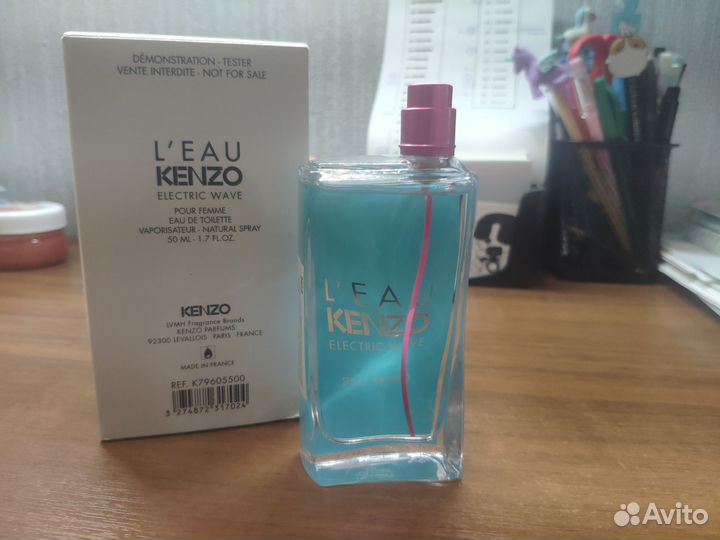 DÉMONSTRATION - TESTER
VENTE INTERDITE - NOT FOR SALE
L'EAU
KENZO
ELECTRIC WAVE
POUR FEMME
EAU DE TOILETTE
VAPORISATEUR - NATURAL SPRAY
50 ML - 1.7 FL.OZ.
KENZO
LVMH Fragrance Brands
KENZO PARFUMS
92300 LEVALLOIS · PARIS · FRANCE
MADE IN FRANCE
REF. K79605500
3 274872 317024
L'EAU
KENZO
ELECTRIC WAVE
Avito